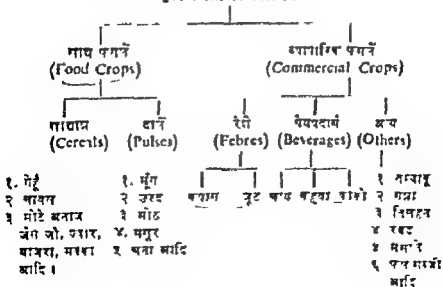 खाद्य फसलें
(Food Crops)
व्यापारिक फसलें
(Commercial Crops)
खाद्यान्न
(Cereals)
दालें
(Pulses)
रेशे
(Febres)
पेयपदार्थ
(Beverages)
अन्य
(Others)
१. गेहूँ
२ चावल
३ मोटे अनाज
जैसे जौ, ज्वार,
बाजरा, मक्का
आदि।
१. मूँग
२ उरद
३ मोठ
४. मसूर
५ चना आदि
कपास
जूट
चाय
कहवा
कोको
१ तम्बाकू
२ गन्ना
३ तिलहन
४ रबड़
५ मसाले
६ फल सब्जी
आदि